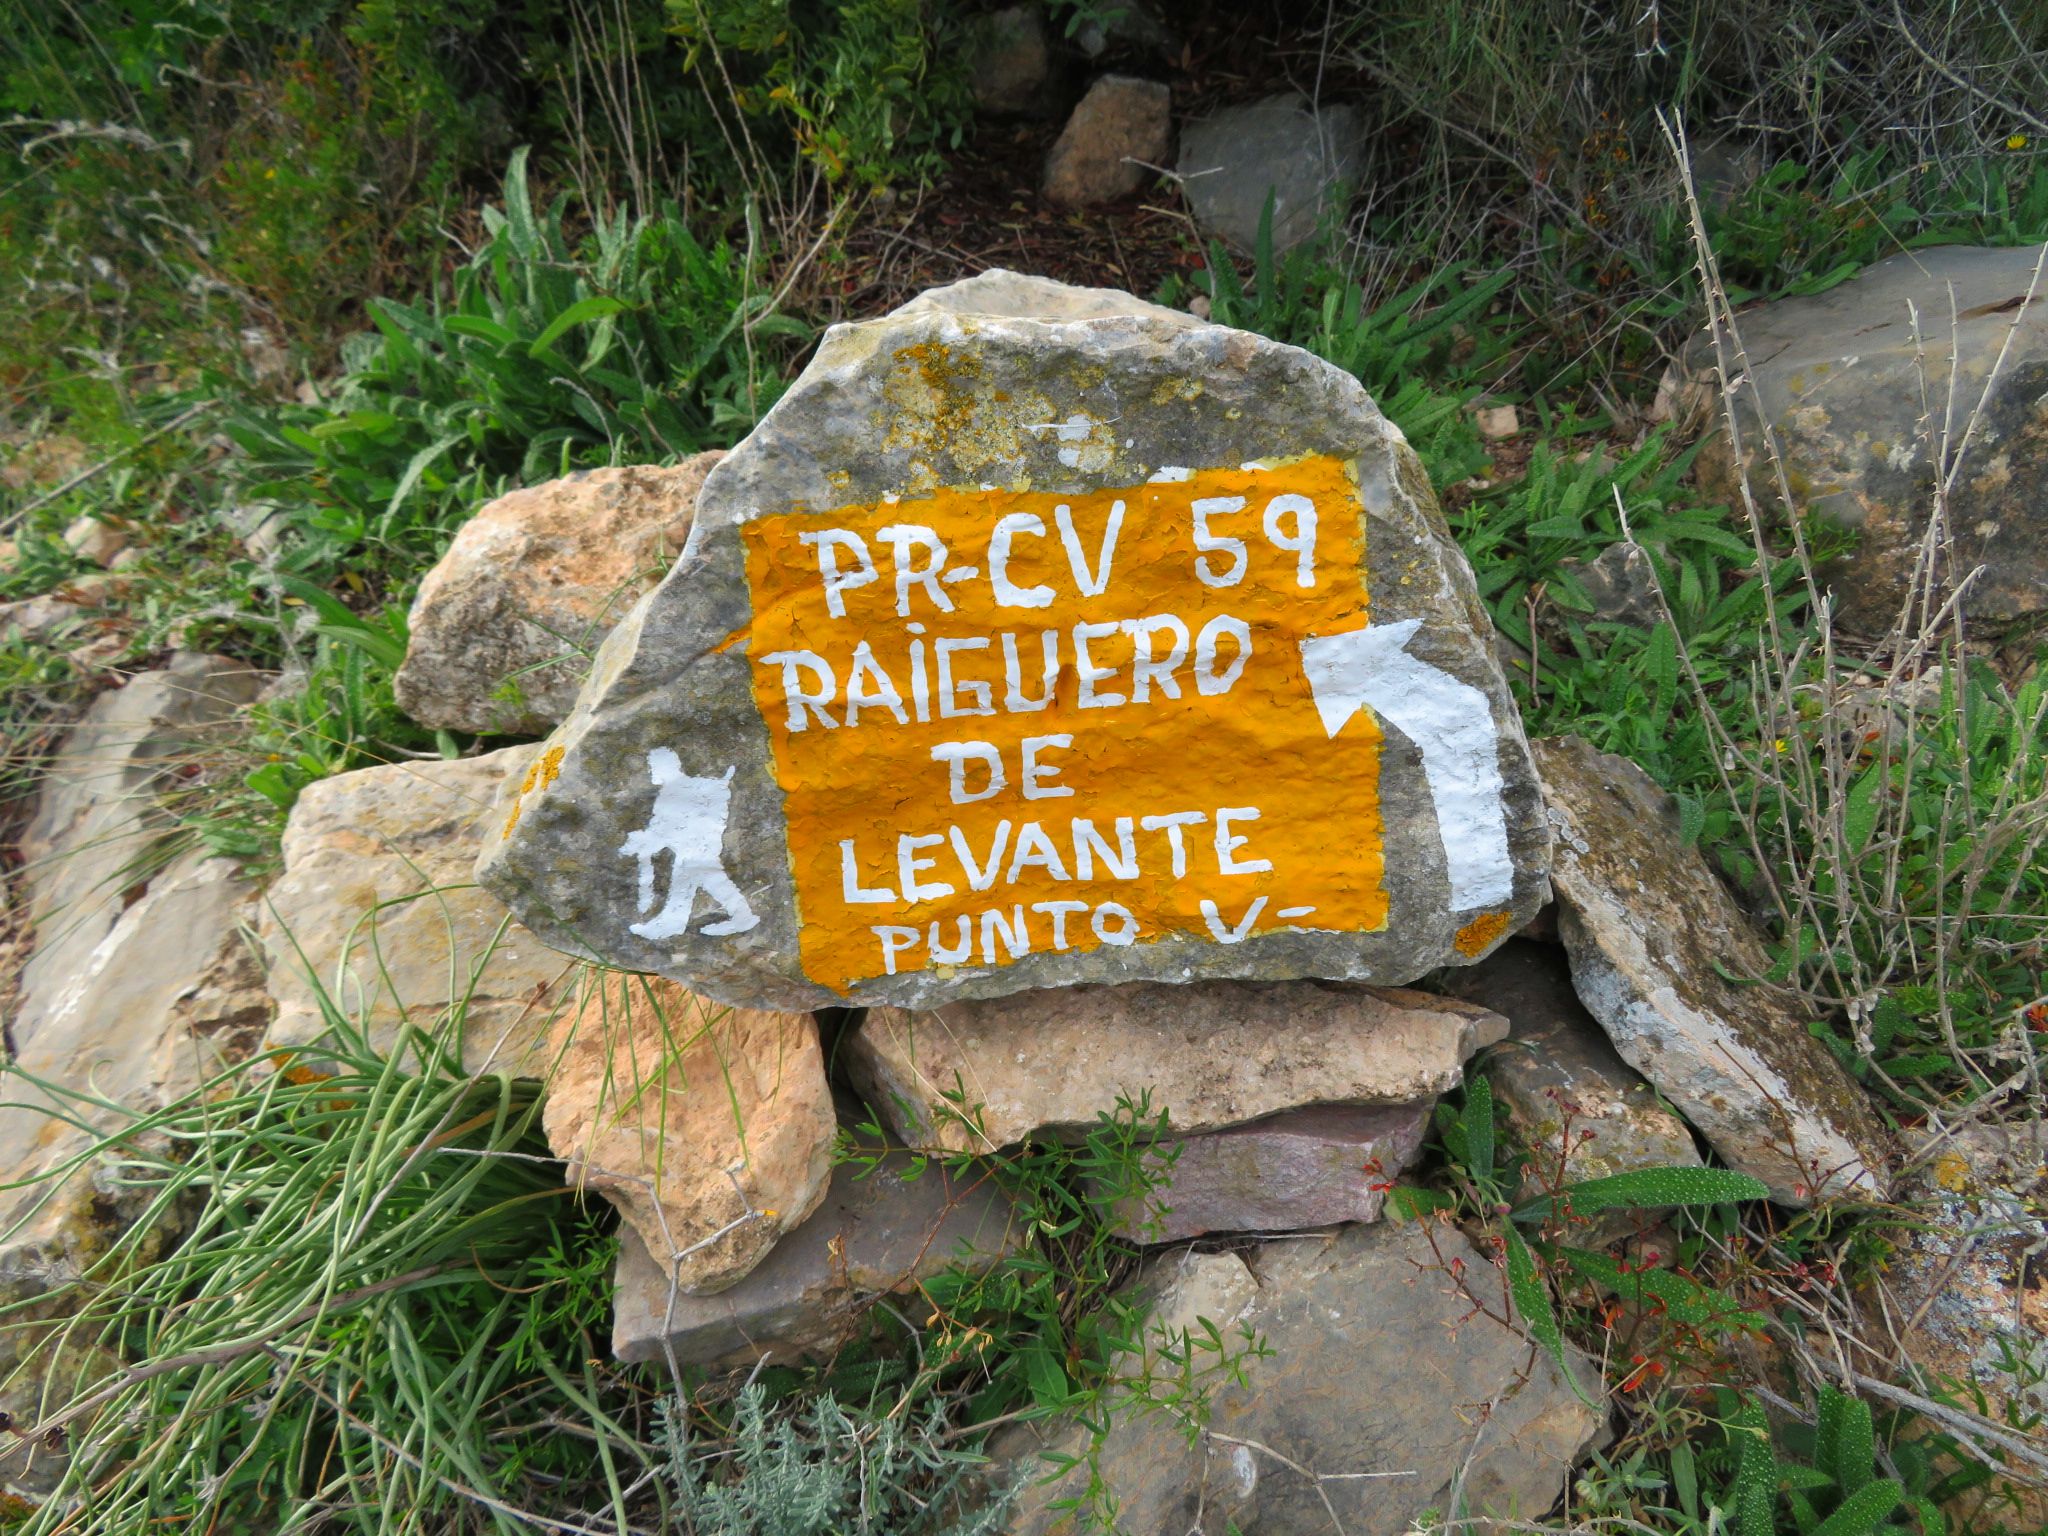 PR-CV 59
RAiGUERO
DE
LEVANTE
PUNTO V-